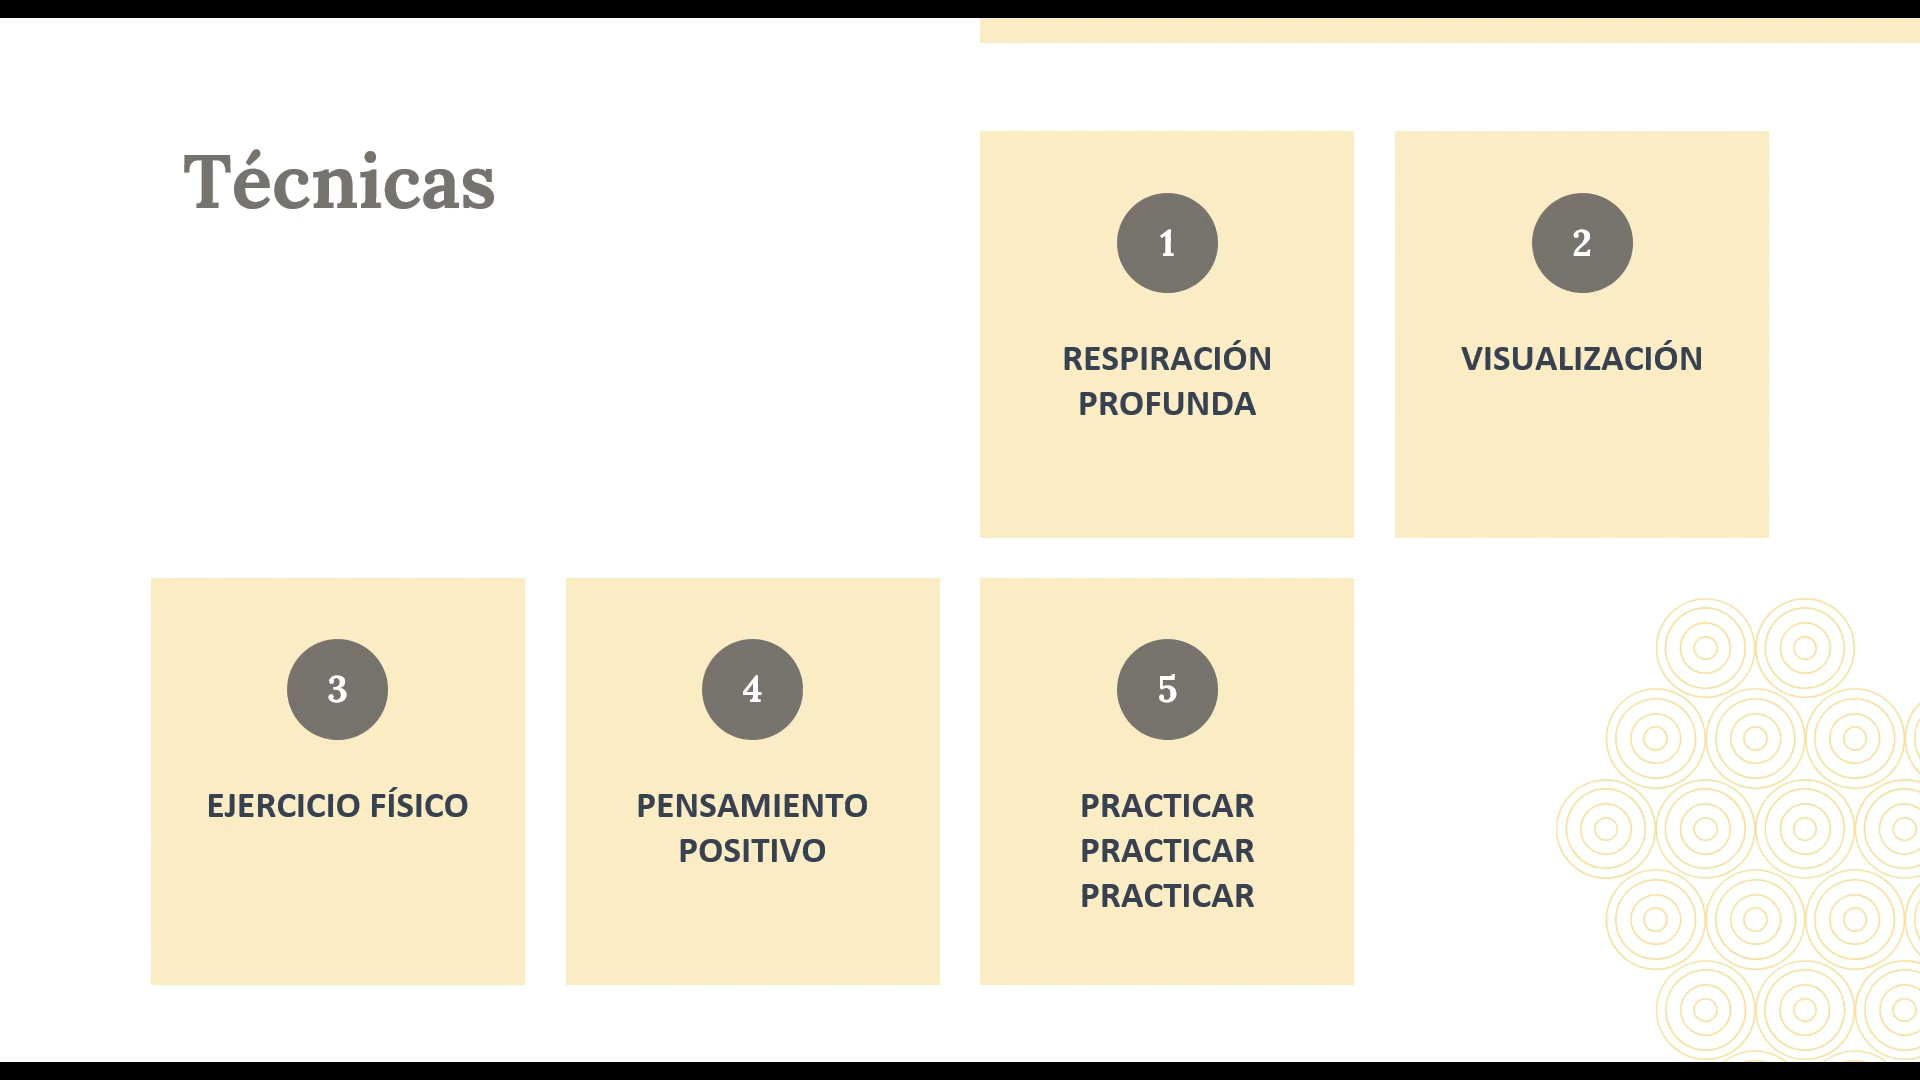 Técnicas
1
RESPIRACIÓN
PROFUNDA
2
VISUALIZACIÓN
3
EJERCICIO FÍSICO
4
PENSAMIENTO
POSITIVO
5
PRACTICAR
PRACTICAR
PRACTICAR